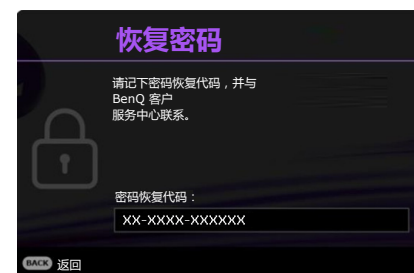 恢复密码
请记下密码恢复代码，并与
BenQ 客户
服务中心联系。
密码恢复代码：
XX-XXXX-XXXXXX
BACK 返回